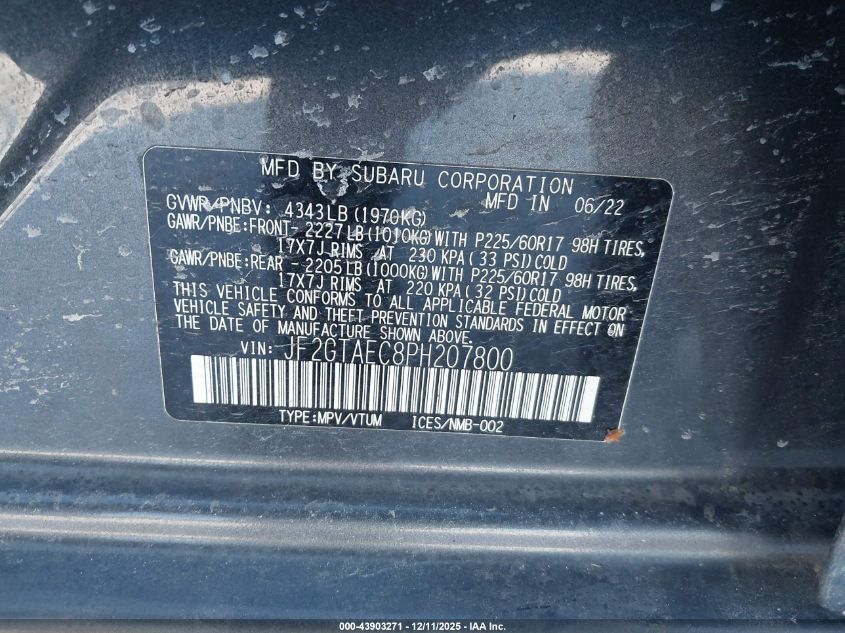 MFD BY SUBARU CORPORATION
MFD IN 06/22
GVWR/PNBV: 4343LB(1970KG)
GAWR/PNBE:FRONT- 2227LB(1010KG)WITH P225/60R17 98H TIRES,
17X7J RIMS AT 230 KPA( 33 PSI)COLD
GAWR/PNBE:REAR - 2205LB(1000KG)WITH P225/60R17 98H TIRES,
17X7J RIMS AT 220 KPA( 32 PSI)COLD
THIS VEHICLE CONFORMS TO ALL APPLICABLE FEDERAL MOTOR
VEHICLE SAFETY AND THEFT PREVENTION STANDARDS IN EFFECT ON
THE DATE OF MANUFACTURE SHOWN ABOVE.
VIN: JF2GTAEC8PH207800
TYPE:MPV/VTUM ICES/NMB-002
000-43903271 - 12/11/2025 - IAA Inc.